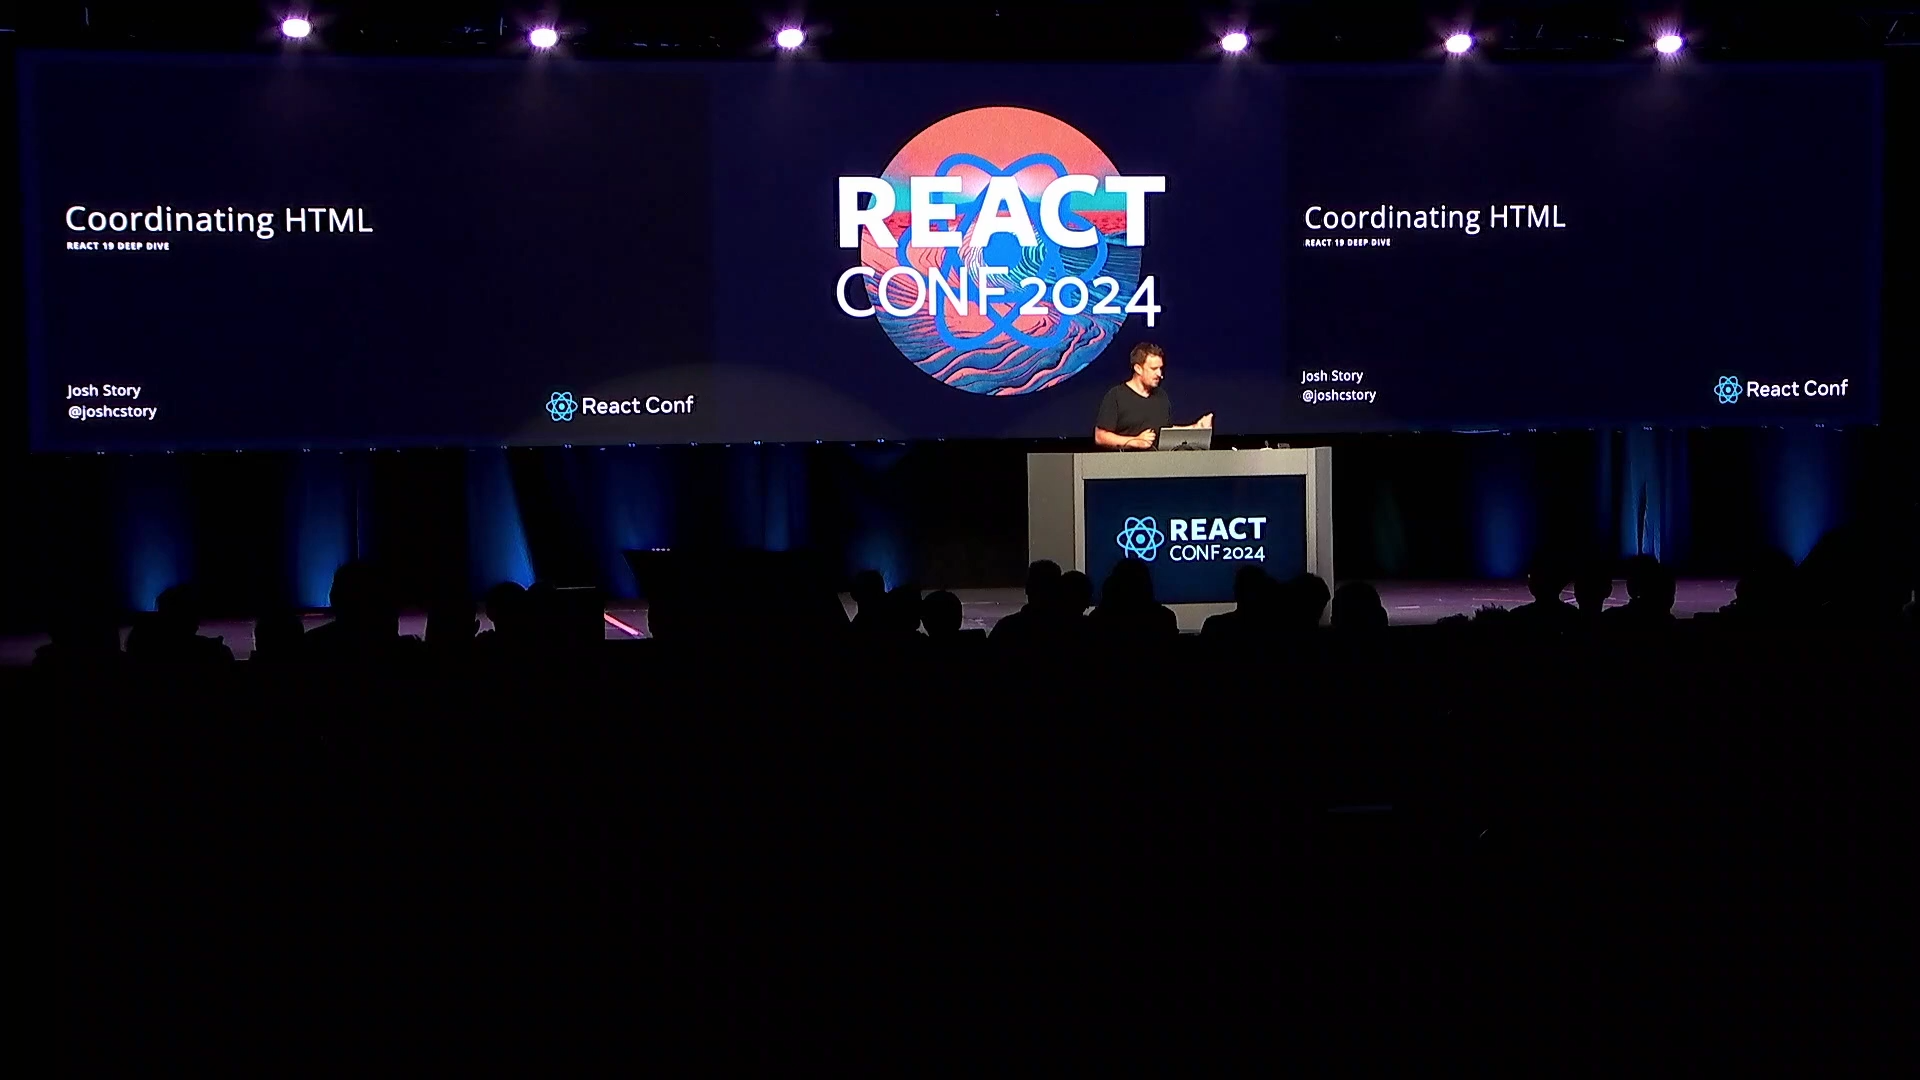 Coordinating HTML
REACT 19 DEEP DIVE
Josh Story
@joshcstory
React Conf
REACT
CONF 2024
Coordinating HTML
REACT 19 DEEP DIVE
Josh Story
@joshcstory
React Conf
REACT
CONF 2024